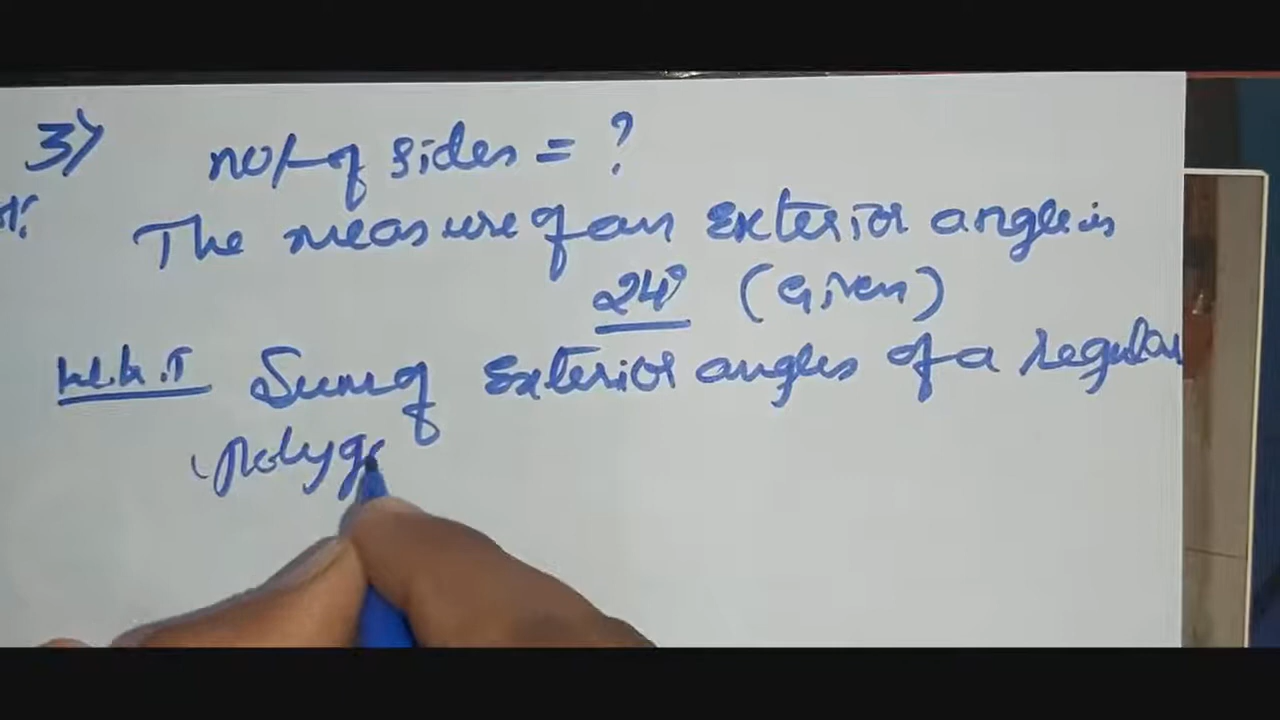 3) no/- of sides = ?
The measure of an Exterior angle is
24° (Given)
W.K.T Sum of Exterior angles of a regular
polyg